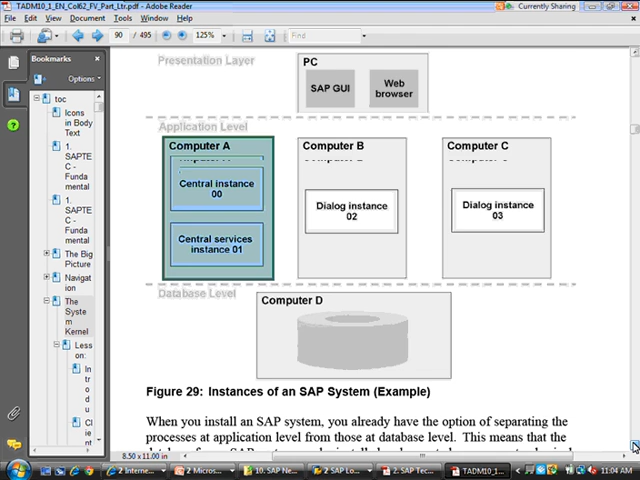 TADM10_1_EN_Col62_FV_Part_Ltr.pdf - Adobe Reader
Currently Sharing
File Edit View Document Tools Window Help
90 / 495 125% Find
Bookmarks
Options
toc
Icons in Body Text
1. SAPTEC - Fundamental
1. SAPTEC - Fundamental
The Big Picture
Navigation
The System Kernel
Lesson:
Introdu
Clie
Presentation Layer
PC
SAP GUI
Web browser
Application Level
Computer A
Central instance 00
Central services instance 01
Computer B
Dialog instance 02
Computer C
Dialog instance 03
Database Level
Computer D
Figure 29: Instances of an SAP System (Example)
When you install an SAP system, you already have the option of separating the
processes at application level from those at database level. This means that the
8.50 x 11.00 in
2 Intern...
2 Micros...
10. SAP Ne...
2 SAP Lo...
2. SAP Tec...
TADM10_1...
11:04 AM